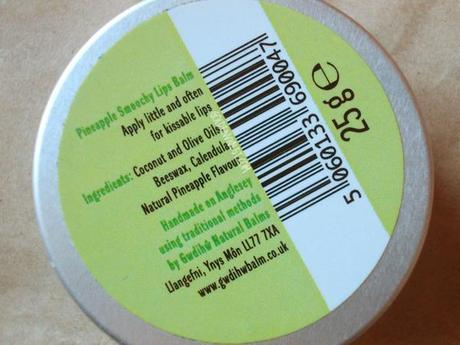 Pineapple Smoochy Lips Balm
Apply little and often
for kissable lips
Ingredients: Coconut and Olive Oils,
Beeswax, Calendula,
Natural Pineapple Flavour
Handmade on Anglesey
using traditional methods
by Gwdihŵ Natural Balms
Llangefni, Ynys Môn LL77 7XA
www.gwdihwbalm.co.uk
5 060133 690047
25g e